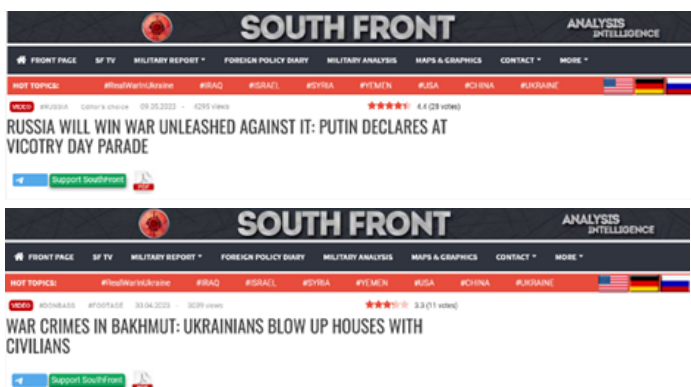 SOUTH FRONT
ANALYSIS
INTELLIGENCE
FRONT PAGE SF TV MILITARY REPORT FOREIGN POLICY DIARY MILITARY ANALYSIS MAPS & GRAPHICS CONTACT MORE
HOT TOPICS: #RealWarInUkraine #IRAQ #ISRAEL #SYRIA #YEMEN #USA #CHINA #UKRAINE
VIDEO #RUSSIA Editor's choice 09.05.2023 - 4295 views 4.4 (29 votes)
RUSSIA WILL WIN WAR UNLEASHED AGAINST IT: PUTIN DECLARES AT
VICOTRY DAY PARADE
Support SouthFront PDF
SOUTH FRONT
ANALYSIS
INTELLIGENCE
FRONT PAGE SF TV MILITARY REPORT FOREIGN POLICY DIARY MILITARY ANALYSIS MAPS & GRAPHICS CONTACT MORE
HOT TOPICS: #RealWarInUkraine #IRAQ #ISRAEL #SYRIA #YEMEN #USA #CHINA #UKRAINE
VIDEO #DONBASS #FOOTAGE 30.04.2023 - 3039 views 3.3 (11 votes)
WAR CRIMES IN BAKHMUT: UKRAINIANS BLOW UP HOUSES WITH
CIVILIANS
Support SouthFront